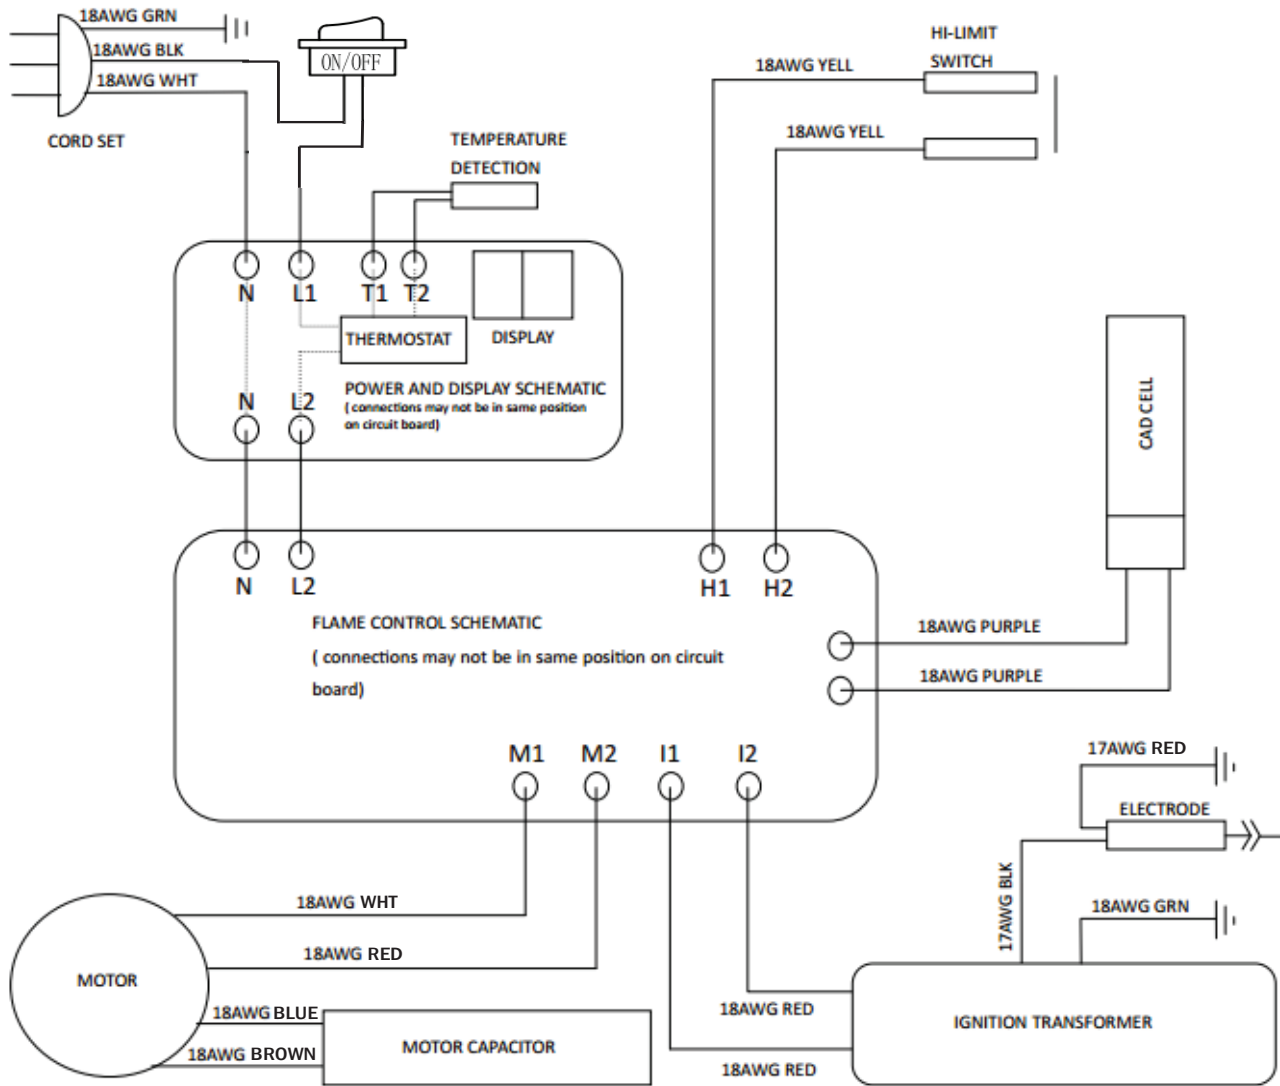 18AWG GRN
18AWG BLK
18AWG WHT
CORD SET
ON/OFF
TEMPERATURE
DETECTION
HI-LIMIT
SWITCH
18AWG YELL
18AWG YELL
N
L1
T1
T2
THERMOSTAT
DISPLAY
POWER AND DISPLAY SCHEMATIC
( connections may not be in same position
on circuit board)
N
L2
CAD CELL
N
L2
H1
H2
FLAME CONTROL SCHEMATIC
( connections may not be in same position on circuit
board)
18AWG PURPLE
18AWG PURPLE
M1
M2
I1
I2
17AWG RED
ELECTRODE
17AWG BLK
18AWG GRN
18AWG WHT
18AWG RED
MOTOR
18AWG BLUE
18AWG BROWN
MOTOR CAPACITOR
18AWG RED
18AWG RED
IGNITION TRANSFORMER